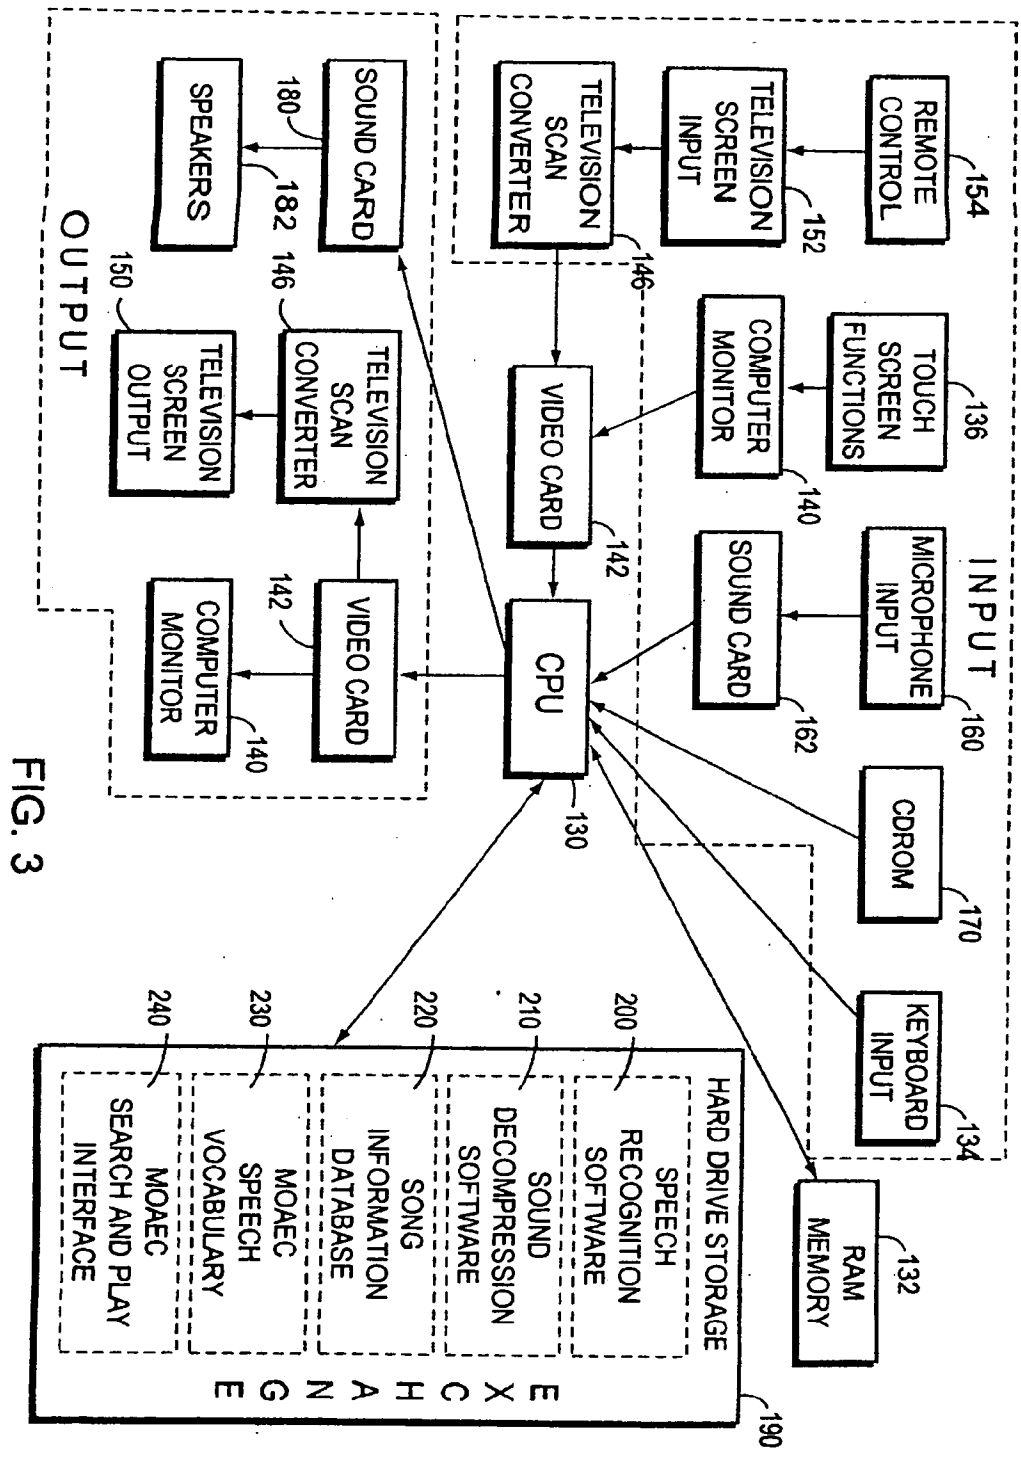 INPUT
REMOTE
CONTROL
154
TELEVISION
SCREEN
INPUT
152
TELEVISION
SCAN
CONVERTER
146
TOUCH
SCREEN
FUNCTIONS
136
COMPUTER
MONITOR
140
VIDEO CARD
142
MICROPHONE
INPUT
160
SOUND CARD
162
CDROM
170
KEYBOARD
INPUT
134
RAM
MEMORY
132
CPU
130
OUTPUT
SOUND CARD
180
SPEAKERS
182
TELEVISION
SCAN
CONVERTER
146
TELEVISION
SCREEN
OUTPUT
150
VIDEO CARD
142
COMPUTER
MONITOR
140
HARD DRIVE STORAGE
190
SPEECH
RECOGNITION
SOFTWARE
200
SOUND
DECOMPRESSION
SOFTWARE
210
SONG
INFORMATION
DATABASE
220
MOAEC
SPEECH
VOCABULARY
230
MOAEC
SEARCH AND PLAY
INTERFACE
240
EXCHANGE
FIG. 3